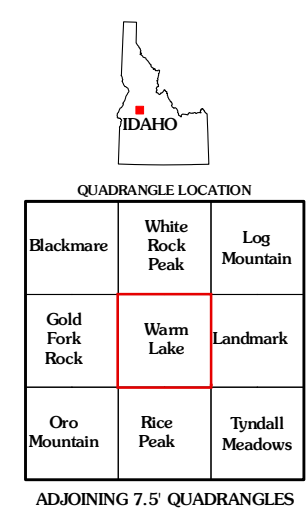 IDAHO
QUADRANGLE LOCATION
Blackmare
White
Rock
Peak
Log
Mountain
Gold
Fork
Rock
Warm
Lake
Landmark
Oro
Mountain
Rice
Peak
Tyndall
Meadows
ADJOINING 7.5' QUADRANGLES